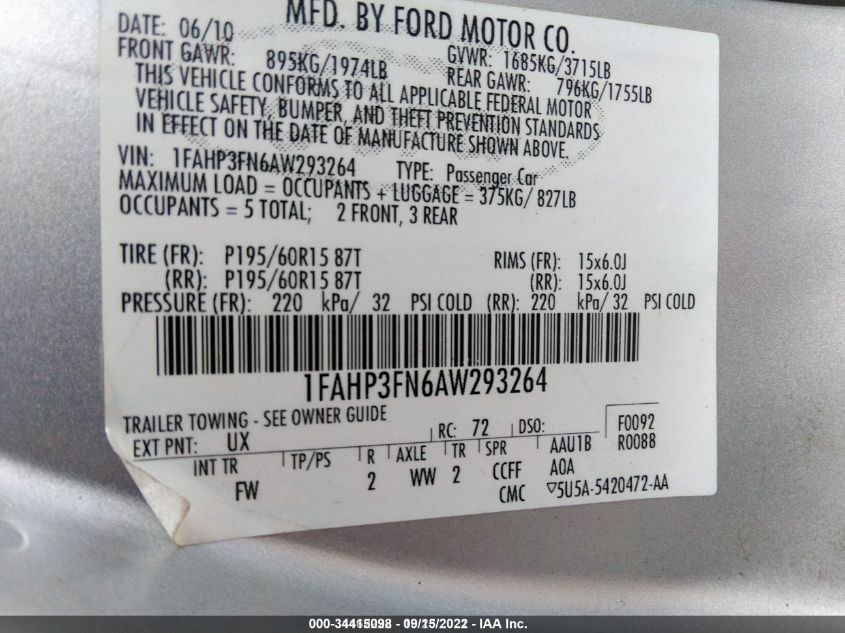 MFD. BY FORD MOTOR CO.
DATE: 06/10 GVWR: 1685KG/3715LB
FRONT GAWR: 895KG/1974LB REAR GAWR: 796KG/1755LB
THIS VEHICLE CONFORMS TO ALL APPLICABLE FEDERAL MOTOR
VEHICLE SAFETY, BUMPER, AND THEFT PREVENTION STANDARDS
IN EFFECT ON THE DATE OF MANUFACTURE SHOWN ABOVE.
VIN: 1FAHP3FN6AW293264 TYPE: Passenger Car
MAXIMUM LOAD = OCCUPANTS + LUGGAGE = 375KG/ 827LB
OCCUPANTS = 5 TOTAL; 2 FRONT, 3 REAR
TIRE (FR): P195/60R15 87T RIMS (FR): 15x6.0J
(RR): P195/60R15 87T (RR): 15x6.0J
PRESSURE (FR): 220 kPa/ 32 PSI COLD (RR): 220 kPa/ 32 PSI COLD
1FAHP3FN6AW293264
TRAILER TOWING - SEE OWNER GUIDE
EXT PNT: UX RC: 72 DSO: F0092
R0088
INT TR TP/PS R AXLE TR SPR AAU1B
FW 2 WW 2 CCFF AOA
CMC ▽5U5A-5420472-AA
000-34415098 - 09/15/2022 - IAA Inc.